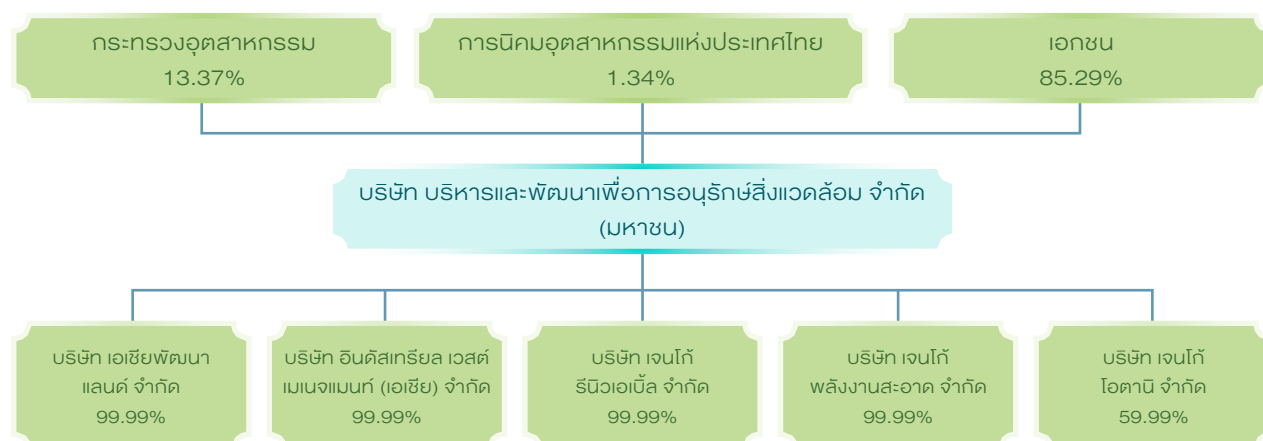 กระทรวงอุตสาหกรรม
13.37%
การนิคมอุตสาหกรรมแห่งประเทศไทย
1.34%
เอกชน
85.29%
บริษัท บริหารและพัฒนาเพื่อการอนุรักษ์สิ่งแวดล้อม จำกัด
(มหาชน)
บริษัท เอเชียพัฒนา
แลนด์ จำกัด
99.99%
บริษัท อินดัสเทรียล เวสต์
เมเนจแมนท์ (เอเชีย) จำกัด
99.99%
บริษัท เจนโก้
รีนิวเอเบิ้ล จำกัด
99.99%
บริษัท เจนโก้
พลังงานสะอาด จำกัด
99.99%
บริษัท เจนโก้
โอตานิ จำกัด
59.99%